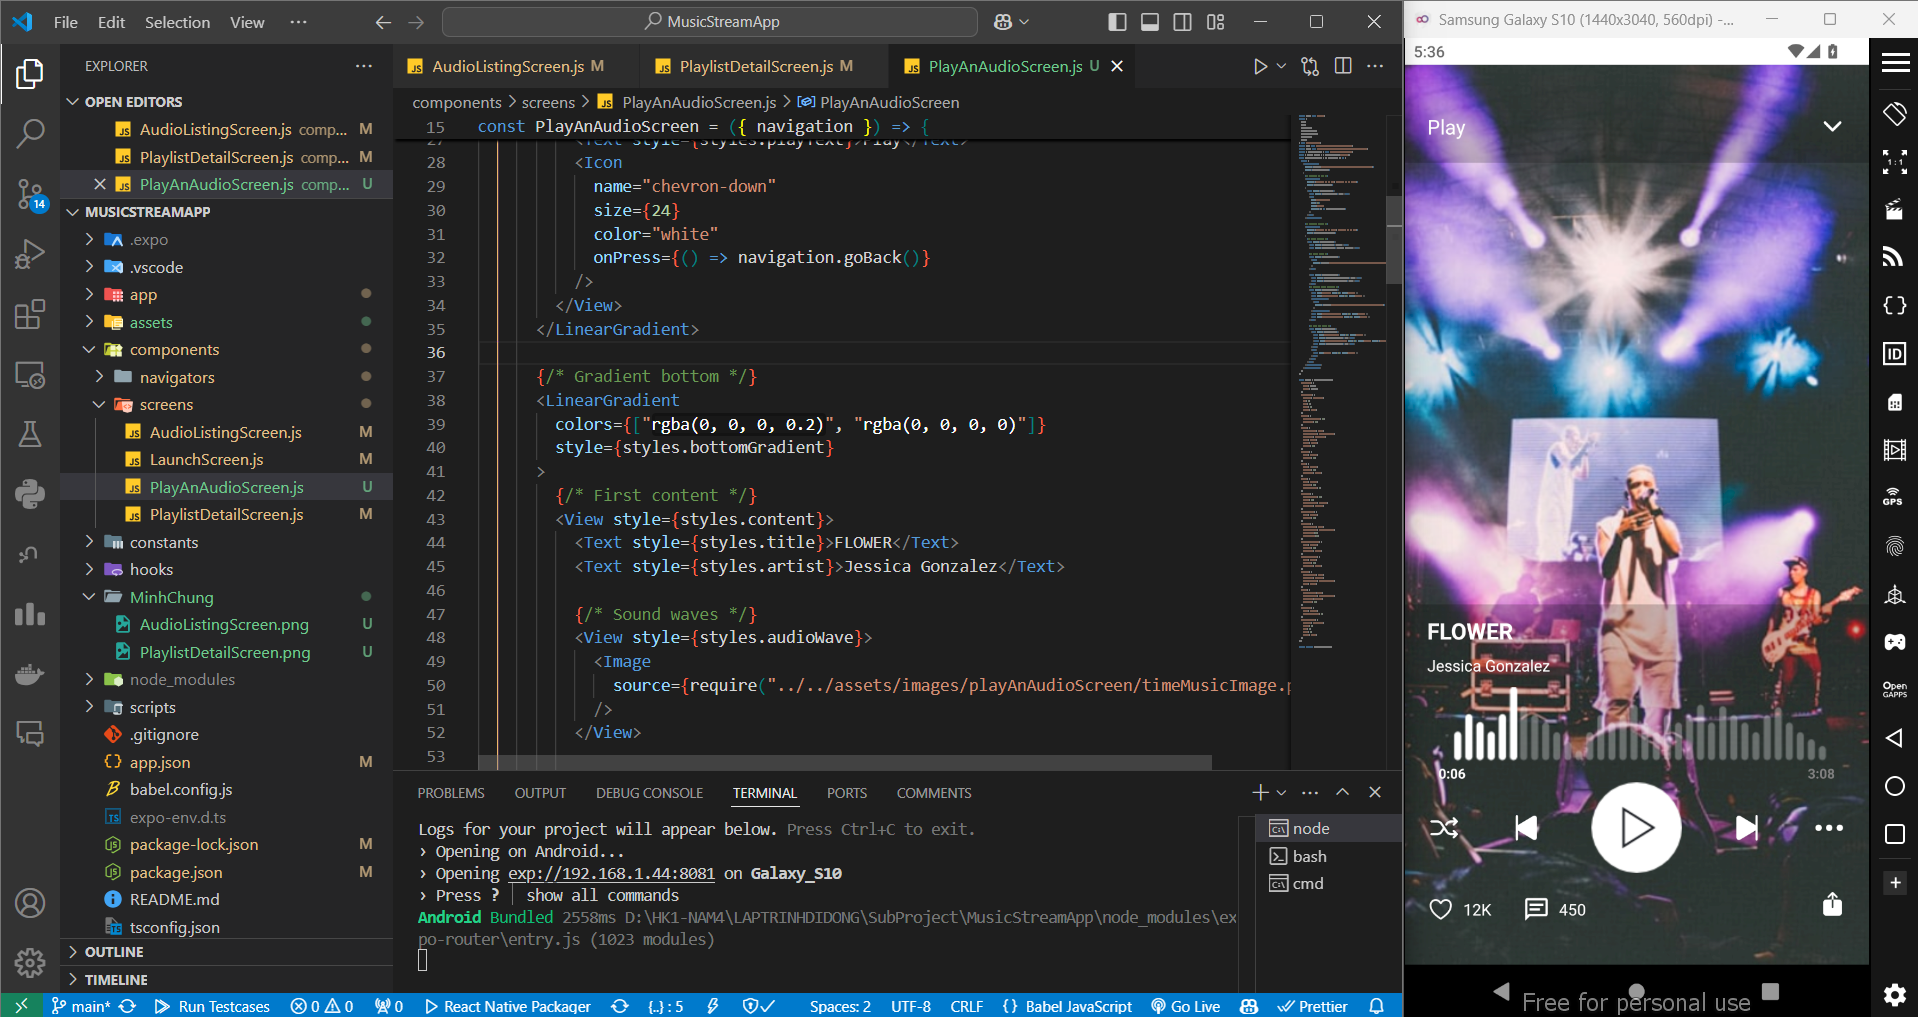 File Edit Selection View ···
MusicStreamApp
Samsung Galaxy S10 (1440x3040, 560dpi) -...
EXPLORER
OPEN EDITORS
AudioListingScreen.js comp... M
PlaylistDetailScreen.js comp... M
PlayAnAudioScreen.js comp... U
MUSICSTREAMAPP
.expo
.vscode
app
assets
components
navigators
screens
AudioListingScreen.js M
LaunchScreen.js M
PlayAnAudioScreen.js U
PlaylistDetailScreen.js M
constants
hooks
MinhChung
AudioListingScreen.png U
PlaylistDetailScreen.png U
node_modules
scripts
.gitignore
app.json M
babel.config.js
expo-env.d.ts
package-lock.json M
package.json M
README.md
tsconfig.json
OUTLINE
TIMELINE
14
AudioListingScreen.js M
PlaylistDetailScreen.js M
PlayAnAudioScreen.js U
components > screens > PlayAnAudioScreen.js > PlayAnAudioScreen
15 const PlayAnAudioScreen = ({ navigation }) => {
27 <Text style={styles.playText}>Play</Text>
28 <Icon
29 name="chevron-down"
30 size={24}
31 color="white"
32 onPress={() => navigation.goBack()}
33 />
34 </View>
35 </LinearGradient>
36
37 {/* Gradient bottom */}
38 <LinearGradient
39 colors={["rgba(0, 0, 0, 0.2)", "rgba(0, 0, 0, 0)"]}
40 style={styles.bottomGradient}
41 >
42 {/* First content */}
43 <View style={styles.content}>
44 <Text style={styles.title}>FLOWER</Text>
45 <Text style={styles.artist}>Jessica Gonzalez</Text>
46
47 {/* Sound waves */}
48 <View style={styles.audioWave}>
49 <Image
50 source={require("../../assets/images/playAnAudioScreen/timeMusicImage.p
51 />
52 </View>
53
PROBLEMS OUTPUT DEBUG CONSOLE TERMINAL PORTS COMMENTS
Logs for your project will appear below. Press Ctrl+C to exit.
› Opening on Android...
› Opening exp://192.168.1.44:8081 on Galaxy_S10
› Press ? │ show all commands
Android Bundled 2558ms D:\HK1-NAM4\LAPTRINHDIDONG\SubProject\MusicStreamApp\node_modules\ex
po-router\entry.js (1023 modules)
node
bash
cmd
main* Run Testcases 0 0 0 React Native Packager {..} : 5 Spaces: 2 UTF-8 CRLF {} Babel JavaScript Go Live Prettier
5:36
Play
FLOWER
Jessica Gonzalez
0:06 3:08
12K 450
Free for personal use
1:1
ID
GPS
Open GAPPS